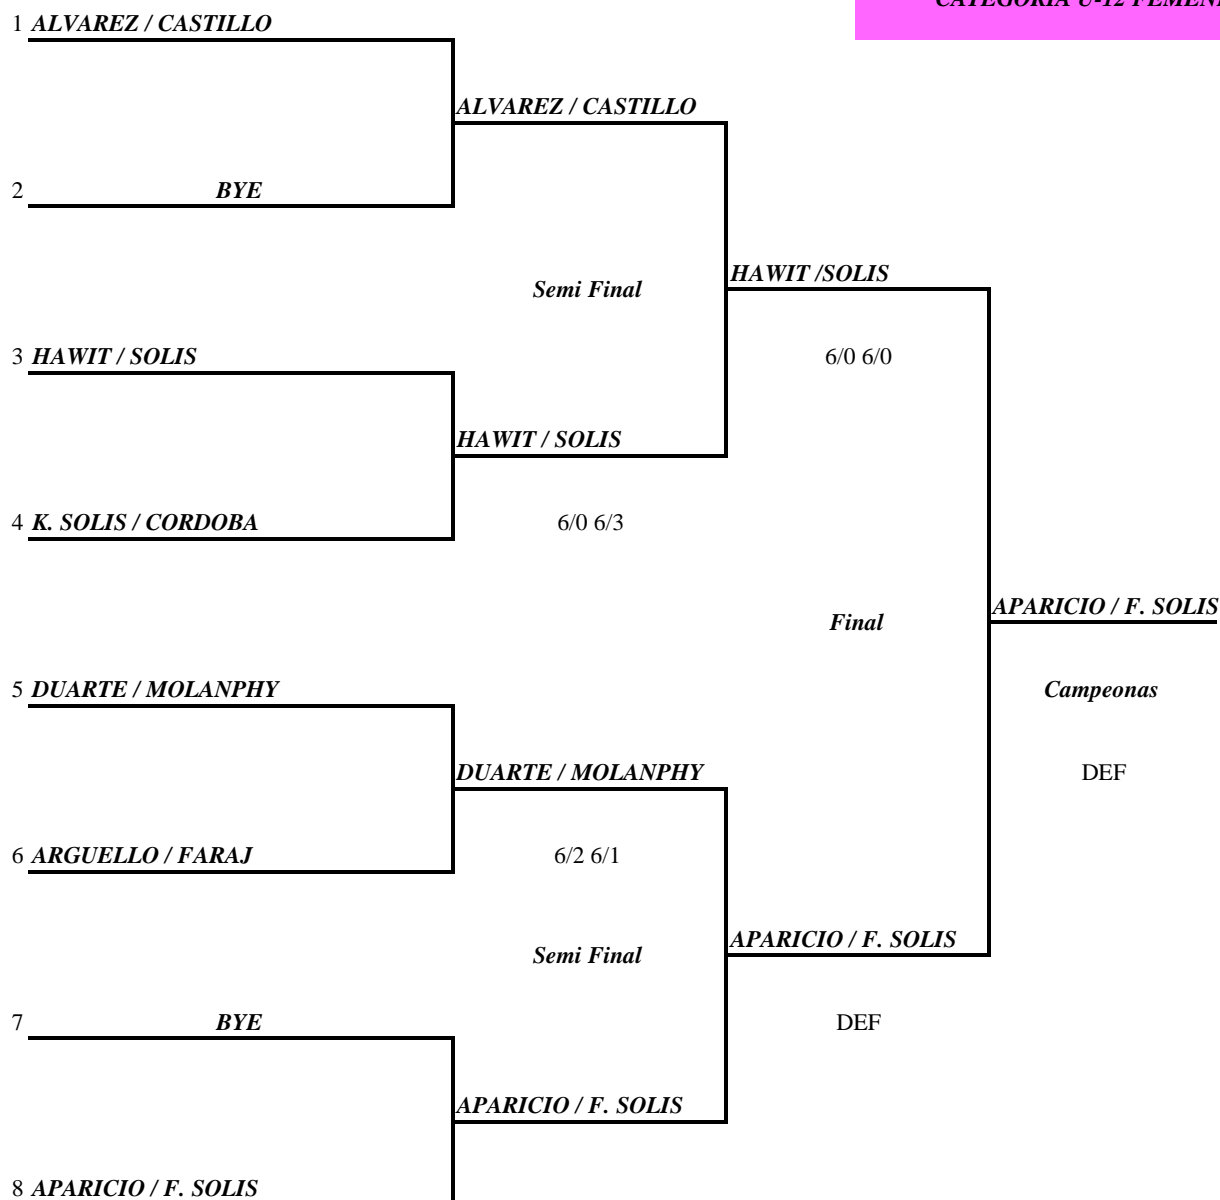 CATEGORIA U-12
1 ALVAREZ / CASTILLO
ALVAREZ / CASTILLO
2 BYE
HAWIT /SOLIS
Semi Final
3 HAWIT / SOLIS
6/0 6/0
HAWIT / SOLIS
4 K. SOLIS / CORDOBA
6/0 6/3
APARICIO / F. SOLIS
Final
5 DUARTE / MOLANPHY
Campeonas
DUARTE / MOLANPHY
DEF
6 ARGUELLO / FARAJ
6/2 6/1
APARICIO / F. SOLIS
Semi Final
7 BYE
DEF
APARICIO / F. SOLIS
8 APARICIO / F. SOLIS